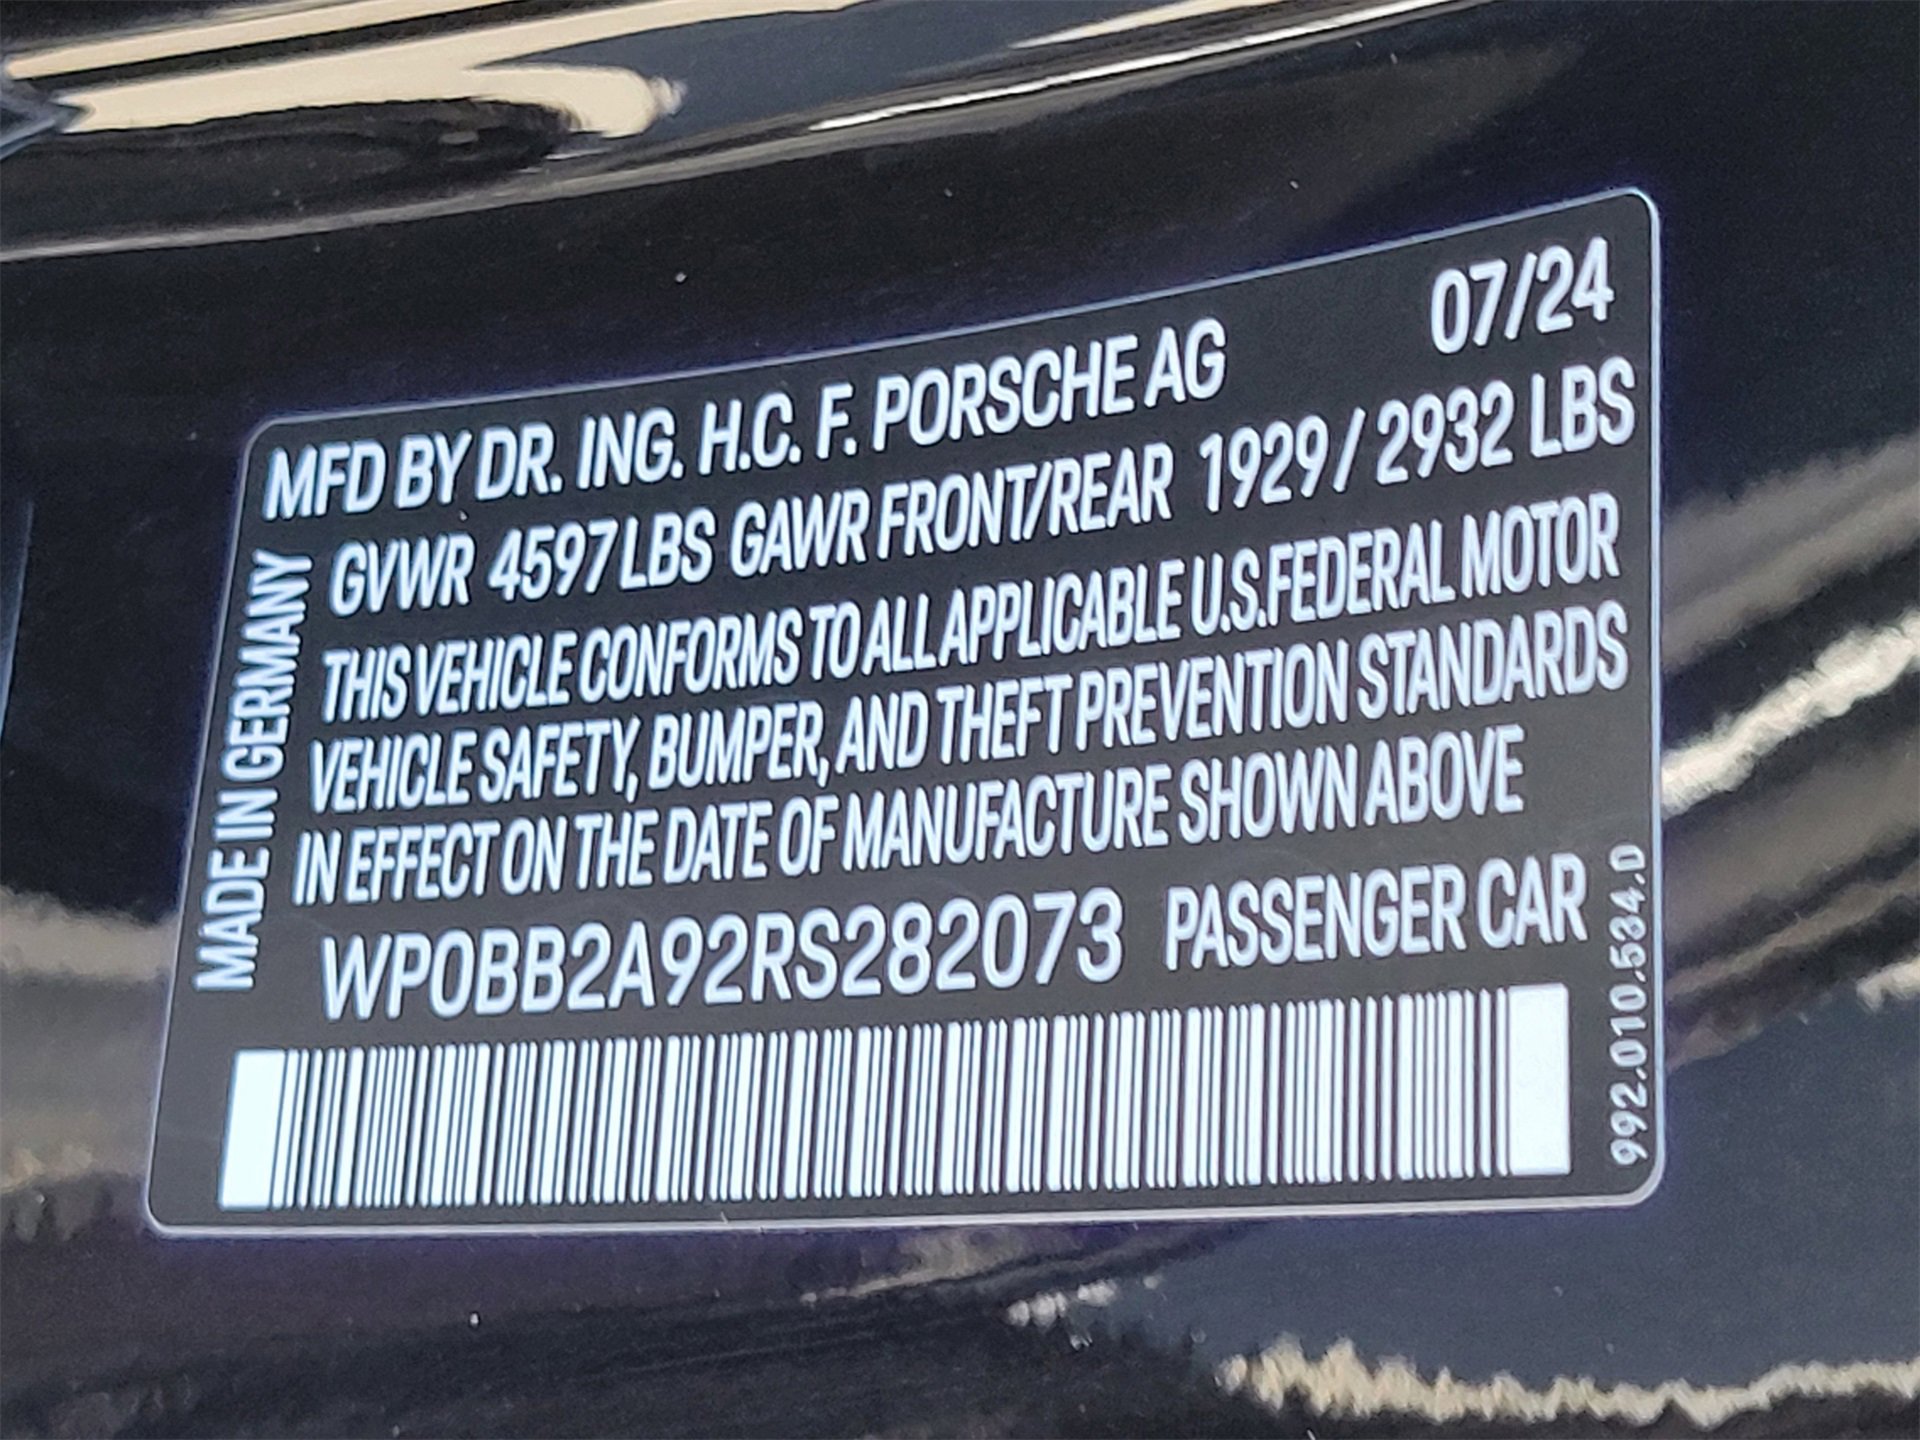 MFD BY DR. ING. H.C. F. PORSCHE AG 07/24
GVWR 4597 LBS GAWR FRONT/REAR 1929 / 2932 LBS
THIS VEHICLE CONFORMS TO ALL APPLICABLE U.S. FEDERAL MOTOR
VEHICLE SAFETY, BUMPER, AND THEFT PREVENTION STANDARDS
IN EFFECT ON THE DATE OF MANUFACTURE SHOWN ABOVE
WP0BB2A92RS282073 PASSENGER CAR
MADE IN GERMANY
992.010.534.D